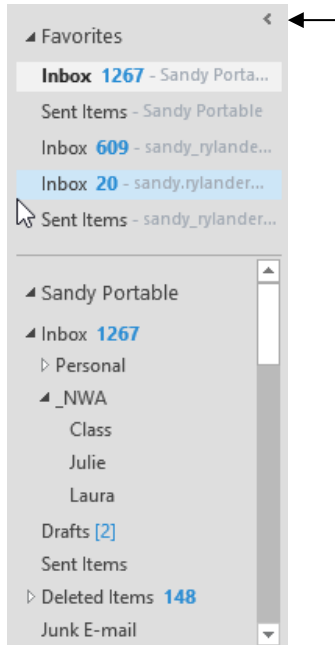 Favorites
Inbox 1267 - Sandy Porta...
Sent Items - Sandy Portable
Inbox 609 - sandy_rylande...
Inbox 20 - sandy.rylander...
Sent Items - sandy_rylander...
Sandy Portable
Inbox 1267
Personal
_NWA
Class
Julie
Laura
Drafts [2]
Sent Items
Deleted Items 148
Junk E-mail